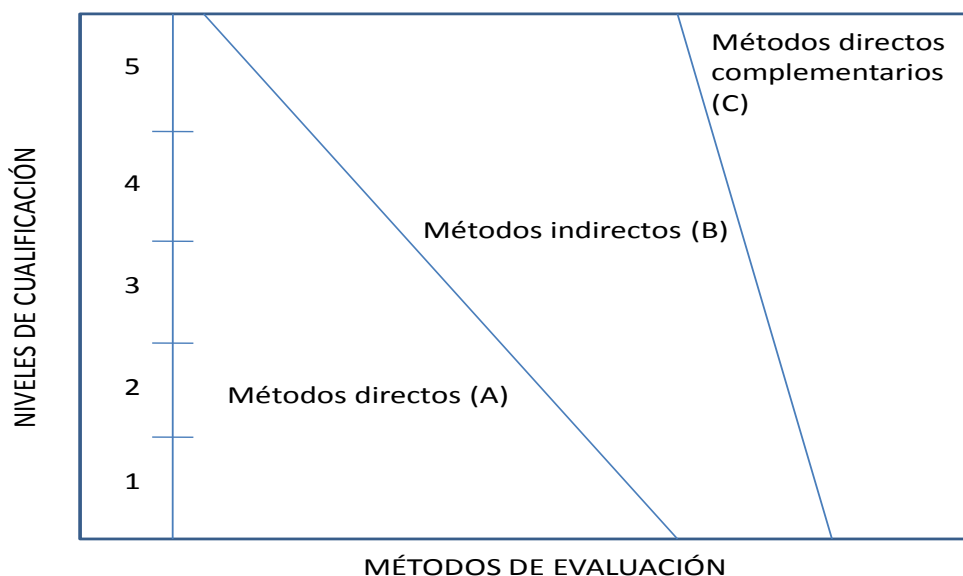 NIVELES DE CUALIFICACIÓN
5
4
3
2
1
Métodos directos
complementarios
(C)
Métodos indirectos (B)
Métodos directos (A)
MÉTODOS DE EVALUACIÓN